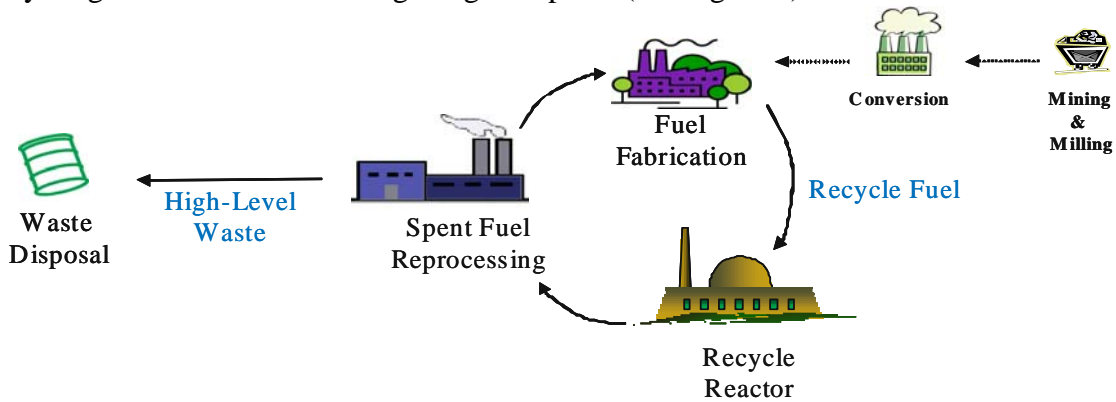 Conversion
Mining
&
Milling
Fuel
Fabrication
Recycle Fuel
High-Level
Waste
Waste
Disposal
Spent Fuel
Reprocessing
Recycle
Reactor